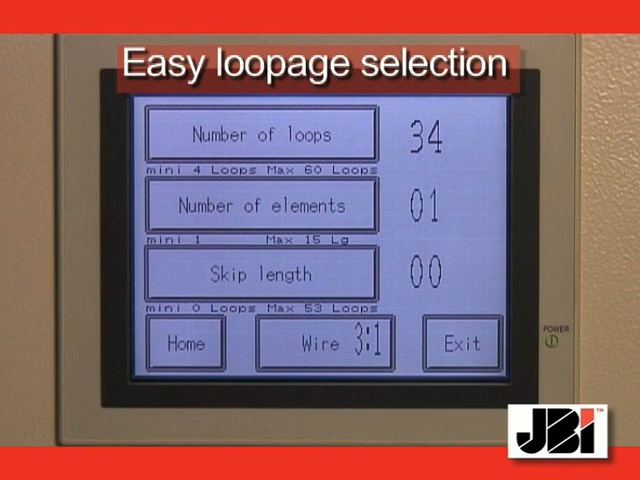 Easy loopage selection
Number of loops 34
mini 4 Loops Max 60 Loops
Number of elements 01
mini 1 Max 15 Lg
Skip length 00
mini 0 Loops Max 53 Loops
Home Wire 3:1 Exit
POWER
JBi™